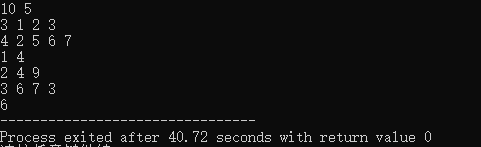 10 5
3 1 2 3
4 2 5 6 7
1 4
2 4 9
3 6 7 3
6
--------------------------------
Process exited after 40.72 seconds with return value 0